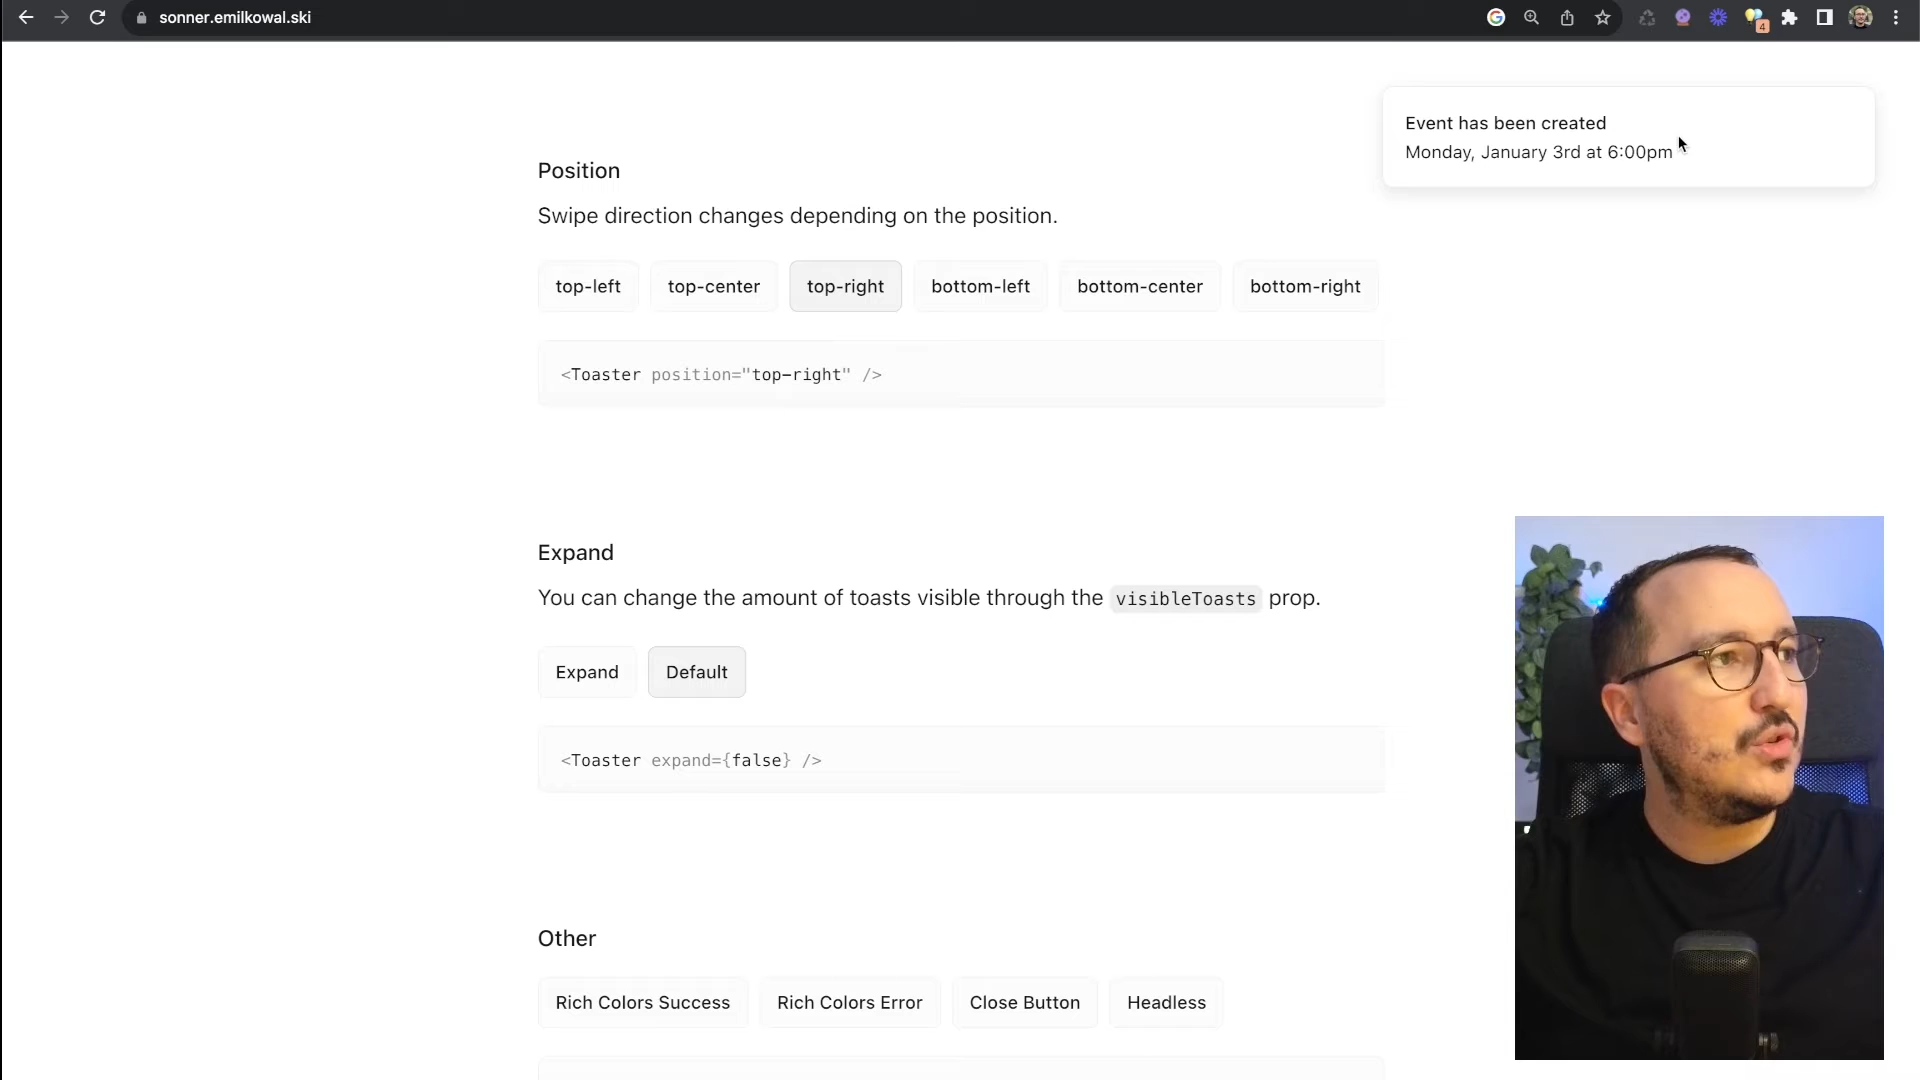 sonner.emilkowal.ski
4
Event has been created
Monday, January 3rd at 6:00pm
Position
Swipe direction changes depending on the position.
top-left top-center top-right bottom-left bottom-center bottom-right
<Toaster position="top-right" />
Expand
You can change the amount of toasts visible through the visibleToasts prop.
Expand Default
<Toaster expand={false} />
Other
Rich Colors Success Rich Colors Error Close Button Headless